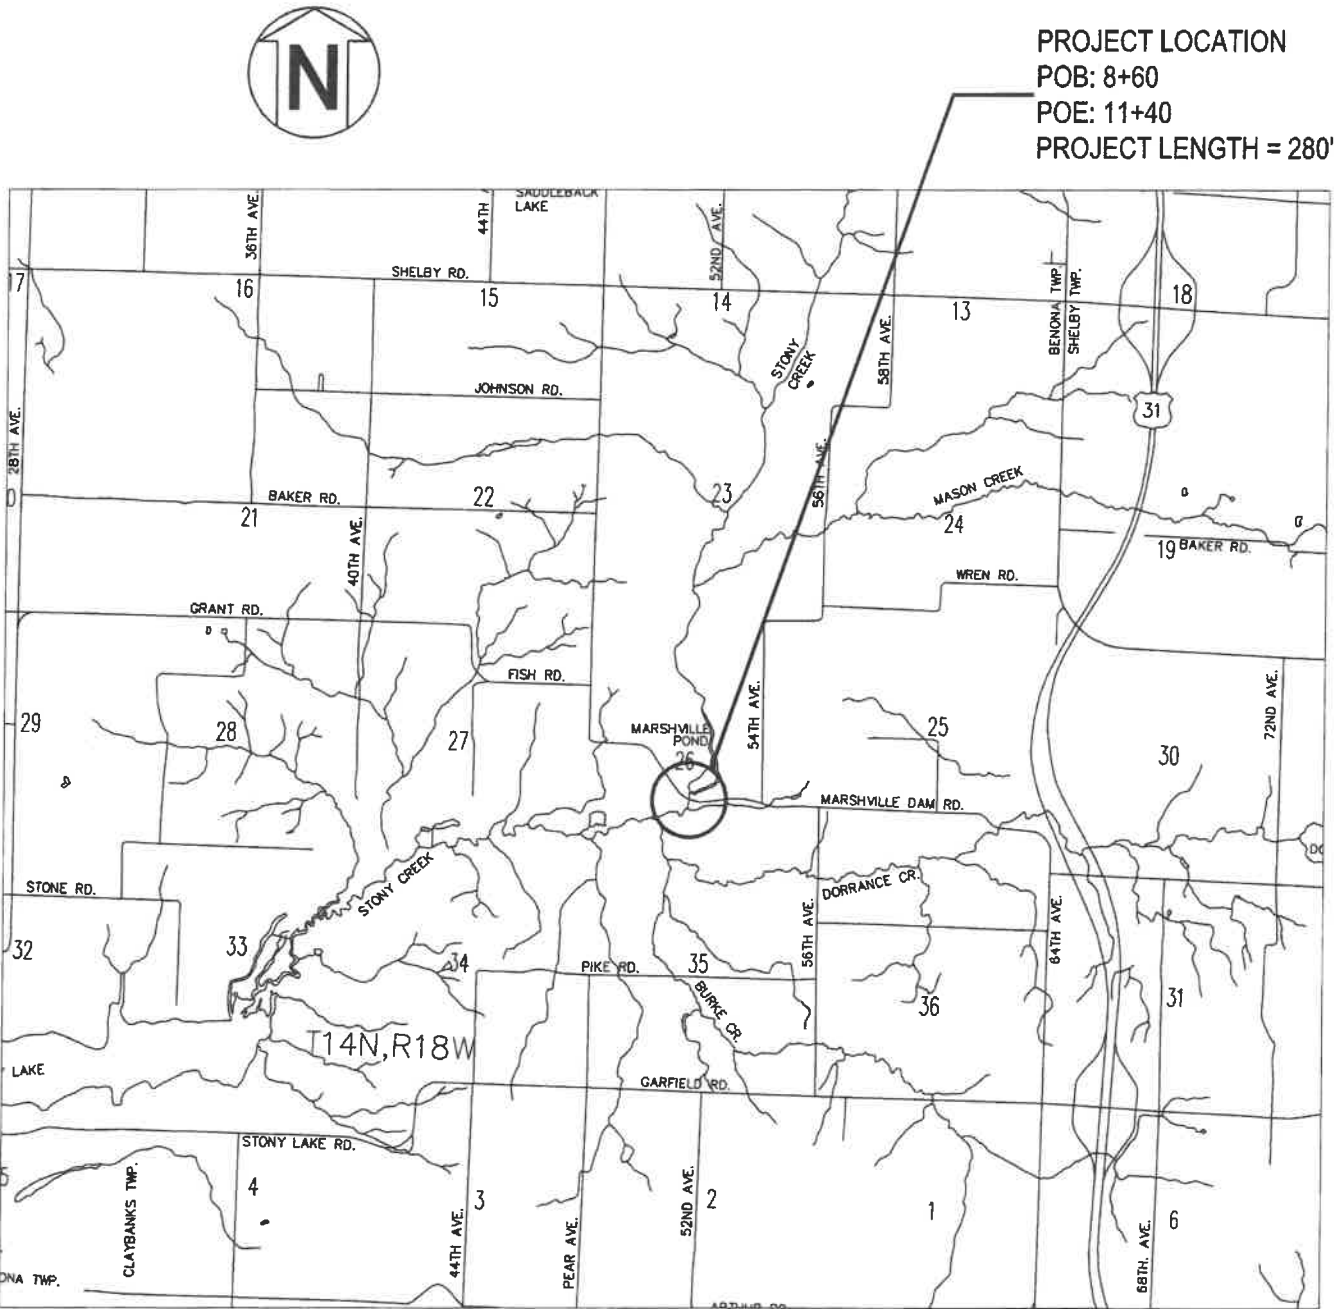 N
PROJECT LOCATION
POB: 8+60
POE: 11+40
PROJECT LENGTH = 280'
SADDLEBACK
LAKE
36TH AVE.
44TH
52ND AVE.
SHELBY RD.
BENONA TWP.
SHELBY TWP.
17
16
15
14
13
18
58TH AVE.
STONY
CREEK
JOHNSON RD.
31
28TH AVE.
56TH AVE.
MASON CREEK
BAKER RD.
21
22
23
24
19
BAKER RD.
40TH AVE.
WREN RD.
GRANT RD.
FISH RD.
54TH AVE.
72ND AVE.
29
28
27
MARSHVILLE
POND
26
25
30
MARSHVILLE DAM RD.
STONY CREEK
DORRANCE CR.
STONE RD.
56TH AVE.
64TH AVE.
32
33
34
PIKE RD.
35
36
31
BURKE CR.
T14N,R18W
LAKE
GARFIELD RD.
STONY LAKE RD.
CLAYBANKS TWP.
4
3
2
1
6
44TH AVE.
PEAR AVE.
52ND AVE.
68TH. AVE.
TWP.